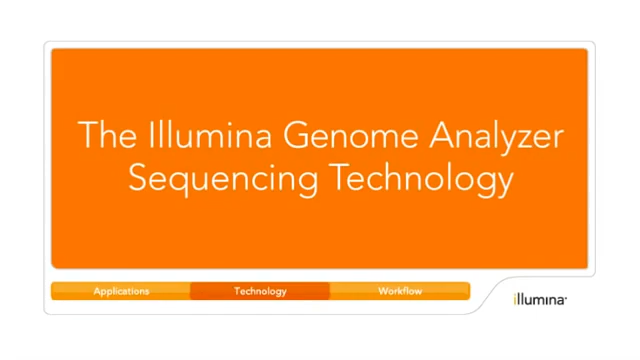 The Illumina Genome Analyzer
Sequencing Technology
Applications Technology Workflow
illumina®